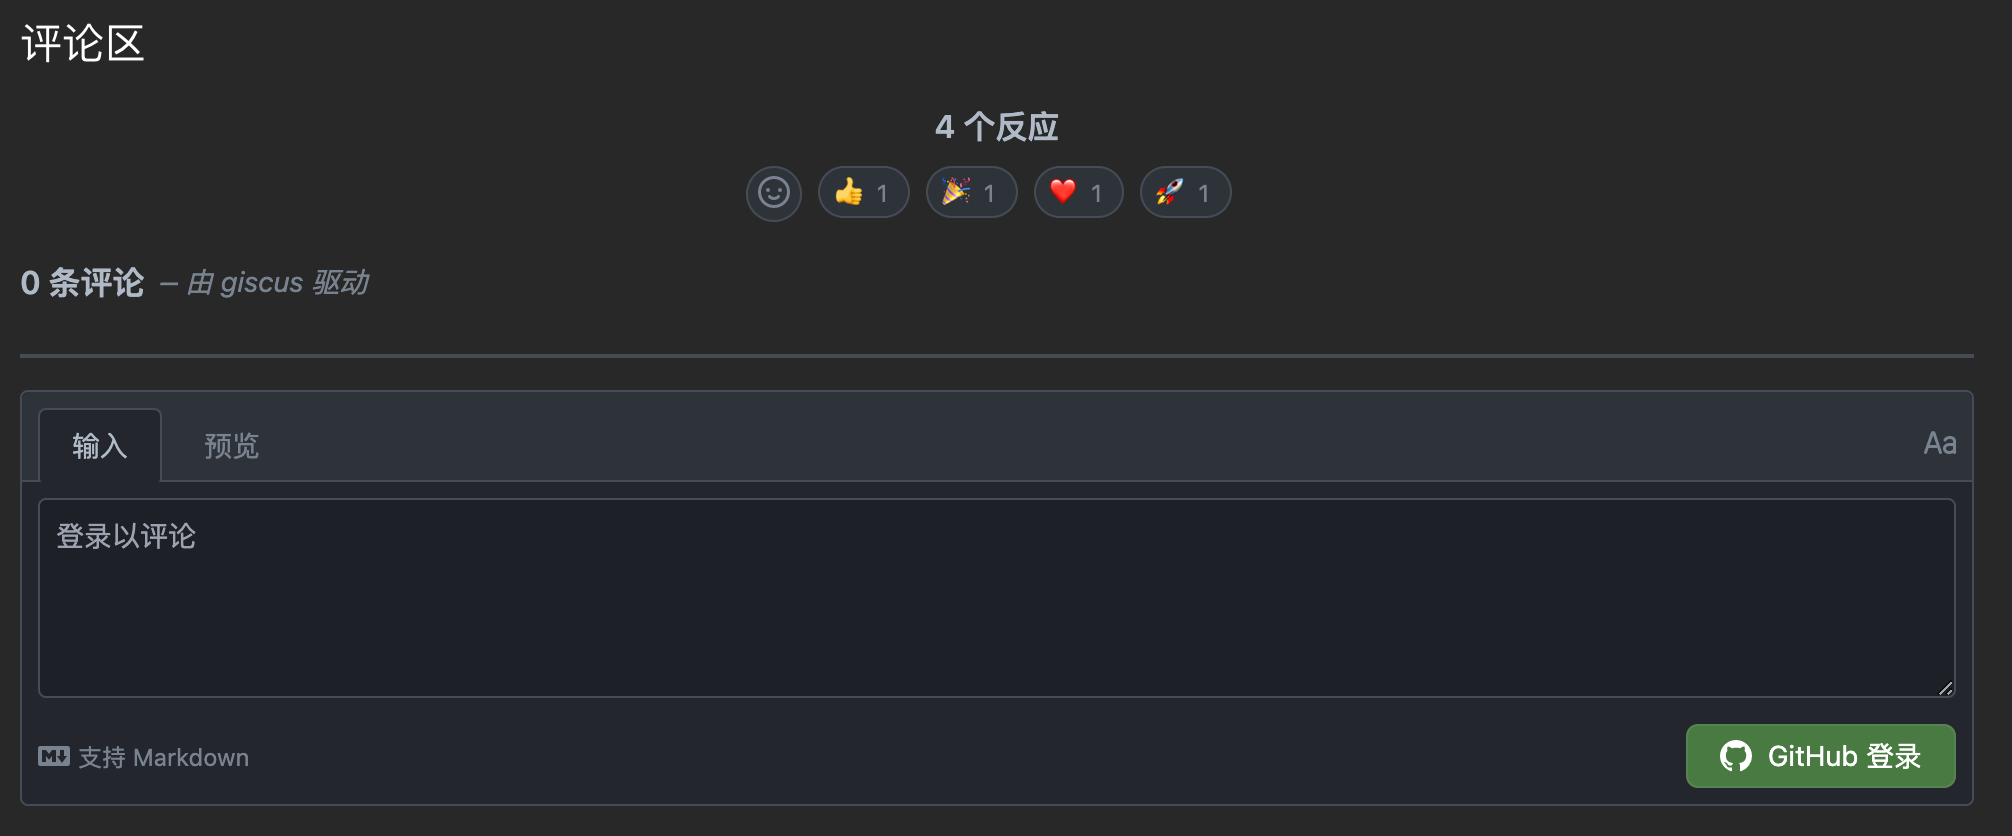 评论区
4 个反应
👍 1 🎉 1 ❤️ 1 🚀 1
0 条评论 – 由 giscus 驱动
输入 预览 Aa
登录以评论
支持 Markdown GitHub 登录